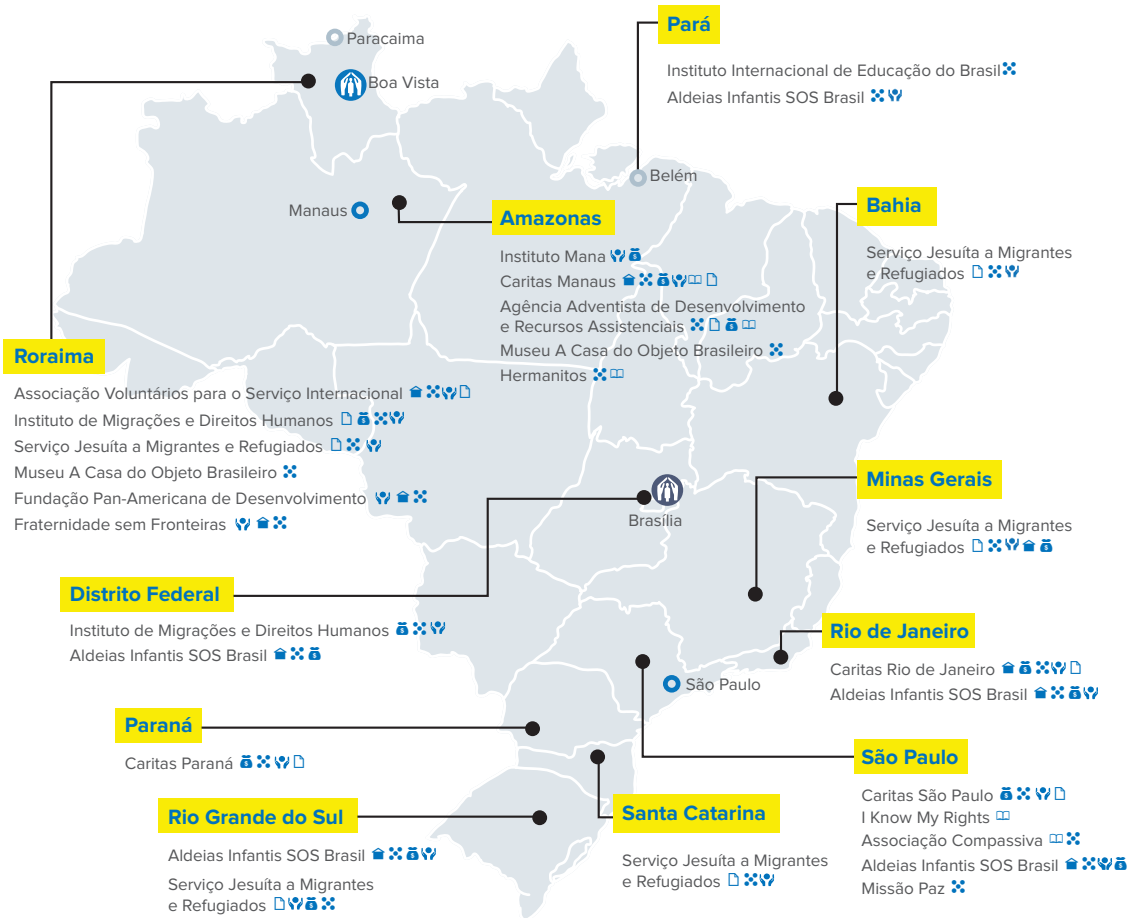 Paracaima
Boa Vista
Manaus
Belém
Brasília
São Paulo
Pará
Instituto Internacional de Educação do Brasil
Aldeias Infantis SOS Brasil
Amazonas
Instituto Mana
Caritas Manaus
Agência Adventista de Desenvolvimento
e Recursos Assistenciais
Museu A Casa do Objeto Brasileiro
Hermanitos
Bahia
Serviço Jesuíta a Migrantes
e Refugiados
Roraima
Associação Voluntários para o Serviço Internacional
Instituto de Migrações e Direitos Humanos
Serviço Jesuíta a Migrantes e Refugiados
Museu A Casa do Objeto Brasileiro
Fundação Pan-Americana de Desenvolvimento
Fraternidade sem Fronteiras
Minas Gerais
Serviço Jesuíta a Migrantes
e Refugiados
Distrito Federal
Instituto de Migrações e Direitos Humanos
Aldeias Infantis SOS Brasil
Rio de Janeiro
Caritas Rio de Janeiro
Aldeias Infantis SOS Brasil
Paraná
Caritas Paraná
São Paulo
Caritas São Paulo
I Know My Rights
Associação Compassiva
Aldeias Infantis SOS Brasil
Missão Paz
Rio Grande do Sul
Aldeias Infantis SOS Brasil
Serviço Jesuíta a Migrantes
e Refugiados
Santa Catarina
Serviço Jesuíta a Migrantes
e Refugiados